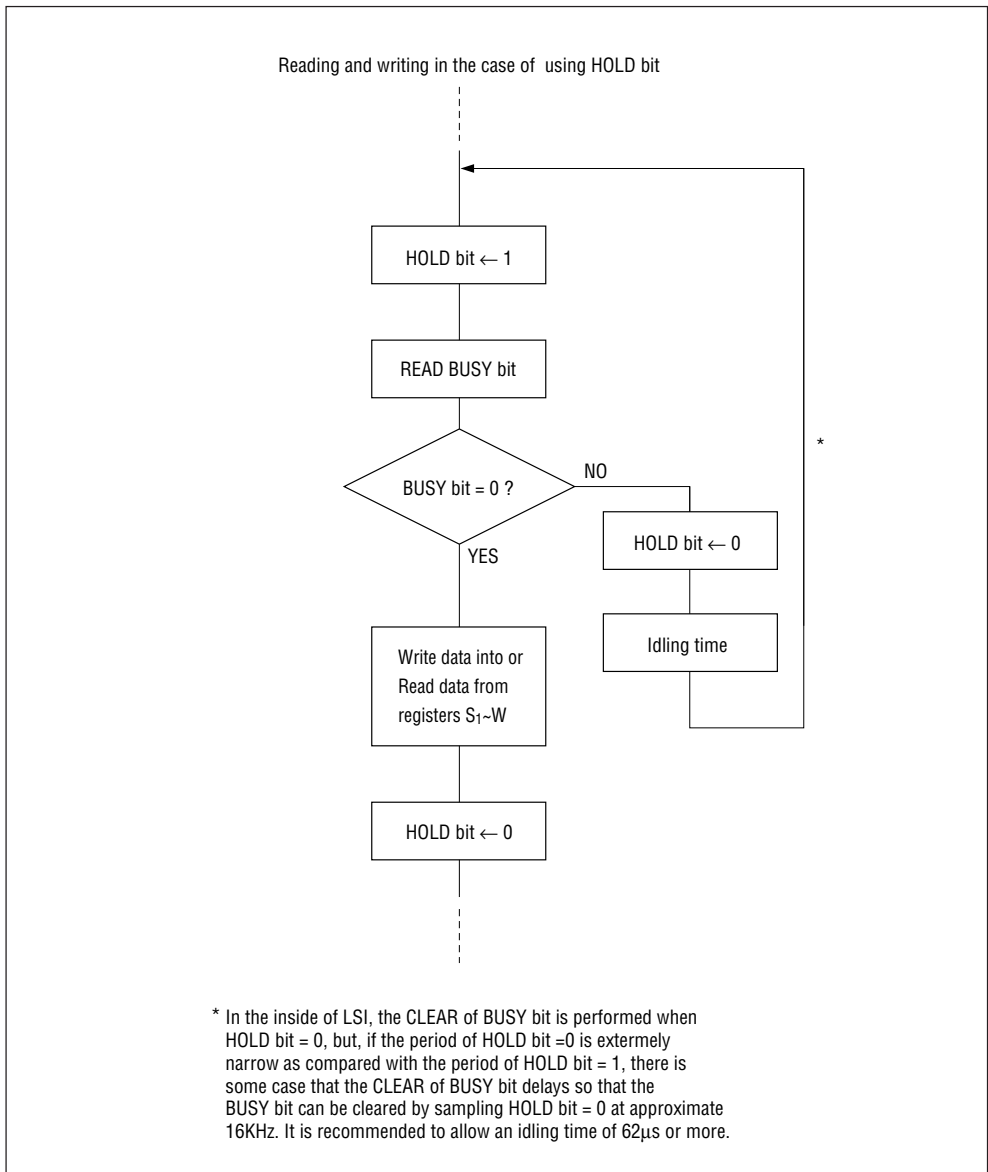 Reading and writing in the case of using HOLD bit
HOLD bit ← 1
READ BUSY bit
BUSY bit = 0 ?
NO
*
HOLD bit ← 0
YES
Idling time
Write data into or
Read data from
registers S1~W
HOLD bit ← 0
* In the inside of LSI, the CLEAR of BUSY bit is performed when
HOLD bit = 0, but, if the period of HOLD bit =0 is extermely
narrow as compared with the period of HOLD bit = 1, there is
some case that the CLEAR of BUSY bit delays so that the
BUSY bit can be cleared by sampling HOLD bit = 0 at approximate
16KHz. It is recommended to allow an idling time of 62μs or more.